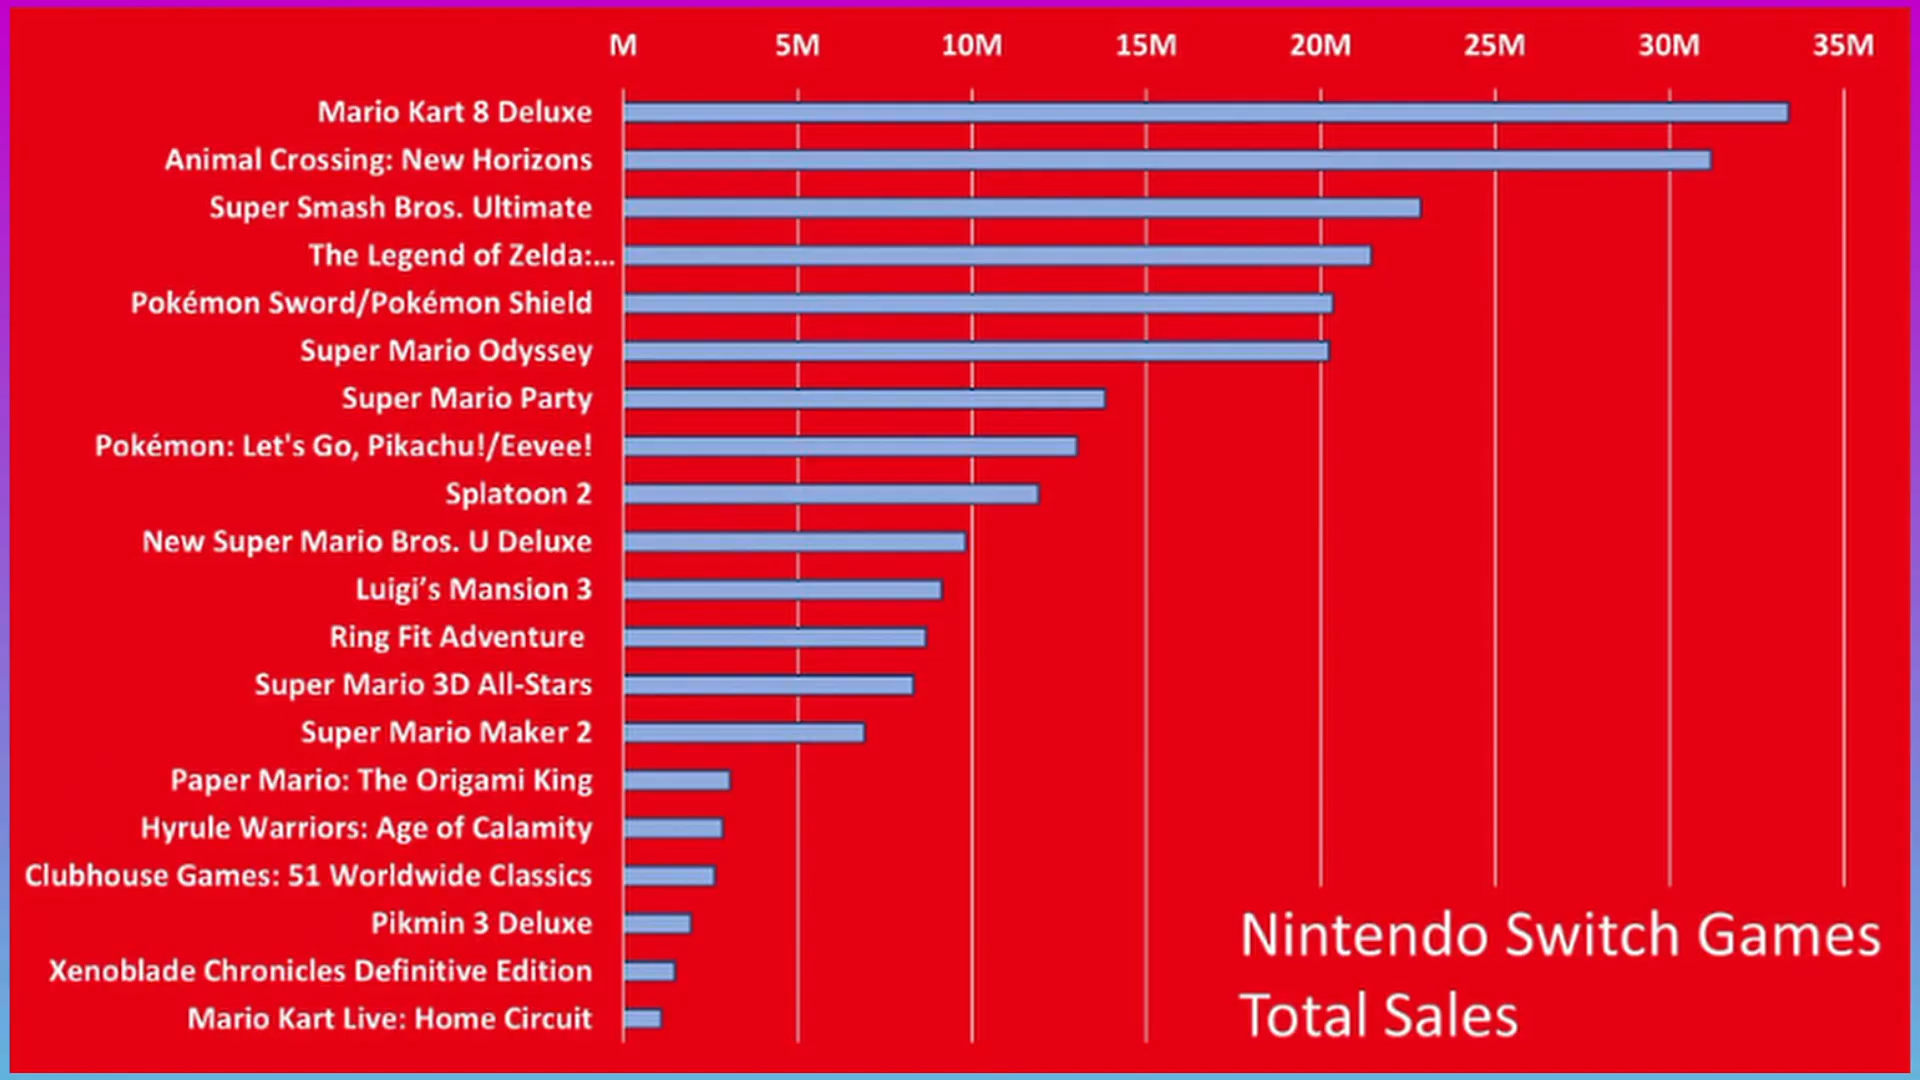 M 5M 10M 15M 20M 25M 30M 35M
Mario Kart 8 Deluxe
Animal Crossing: New Horizons
Super Smash Bros. Ultimate
The Legend of Zelda:...
Pokémon Sword/Pokémon Shield
Super Mario Odyssey
Super Mario Party
Pokémon: Let's Go, Pikachu!/Eevee!
Splatoon 2
New Super Mario Bros. U Deluxe
Luigi’s Mansion 3
Ring Fit Adventure
Super Mario 3D All-Stars
Super Mario Maker 2
Paper Mario: The Origami King
Hyrule Warriors: Age of Calamity
Clubhouse Games: 51 Worldwide Classics
Pikmin 3 Deluxe
Xenoblade Chronicles Definitive Edition
Mario Kart Live: Home Circuit
Nintendo Switch Games
Total Sales